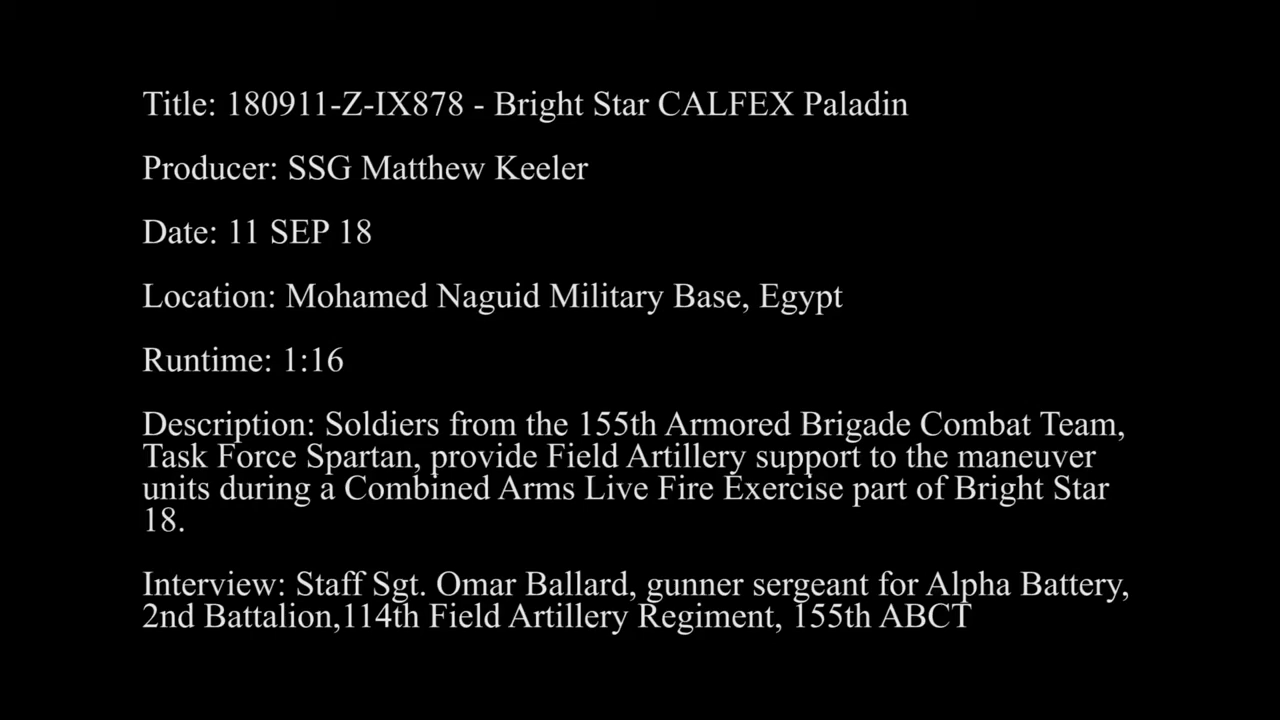 Title: 180911-Z-IX878 - Bright Star CALFEX Paladin
Producer: SSG Matthew Keeler
Date: 11 SEP 18
Location: Mohamed Naguid Military Base, Egypt
Runtime: 1:16
Description: Soldiers from the 155th Armored Brigade Combat Team,
Task Force Spartan, provide Field Artillery support to the maneuver
units during a Combined Arms Live Fire Exercise part of Bright Star
18.
Interview: Staff Sgt. Omar Ballard, gunner sergeant for Alpha Battery,
2nd Battalion,114th Field Artillery Regiment, 155th ABCT